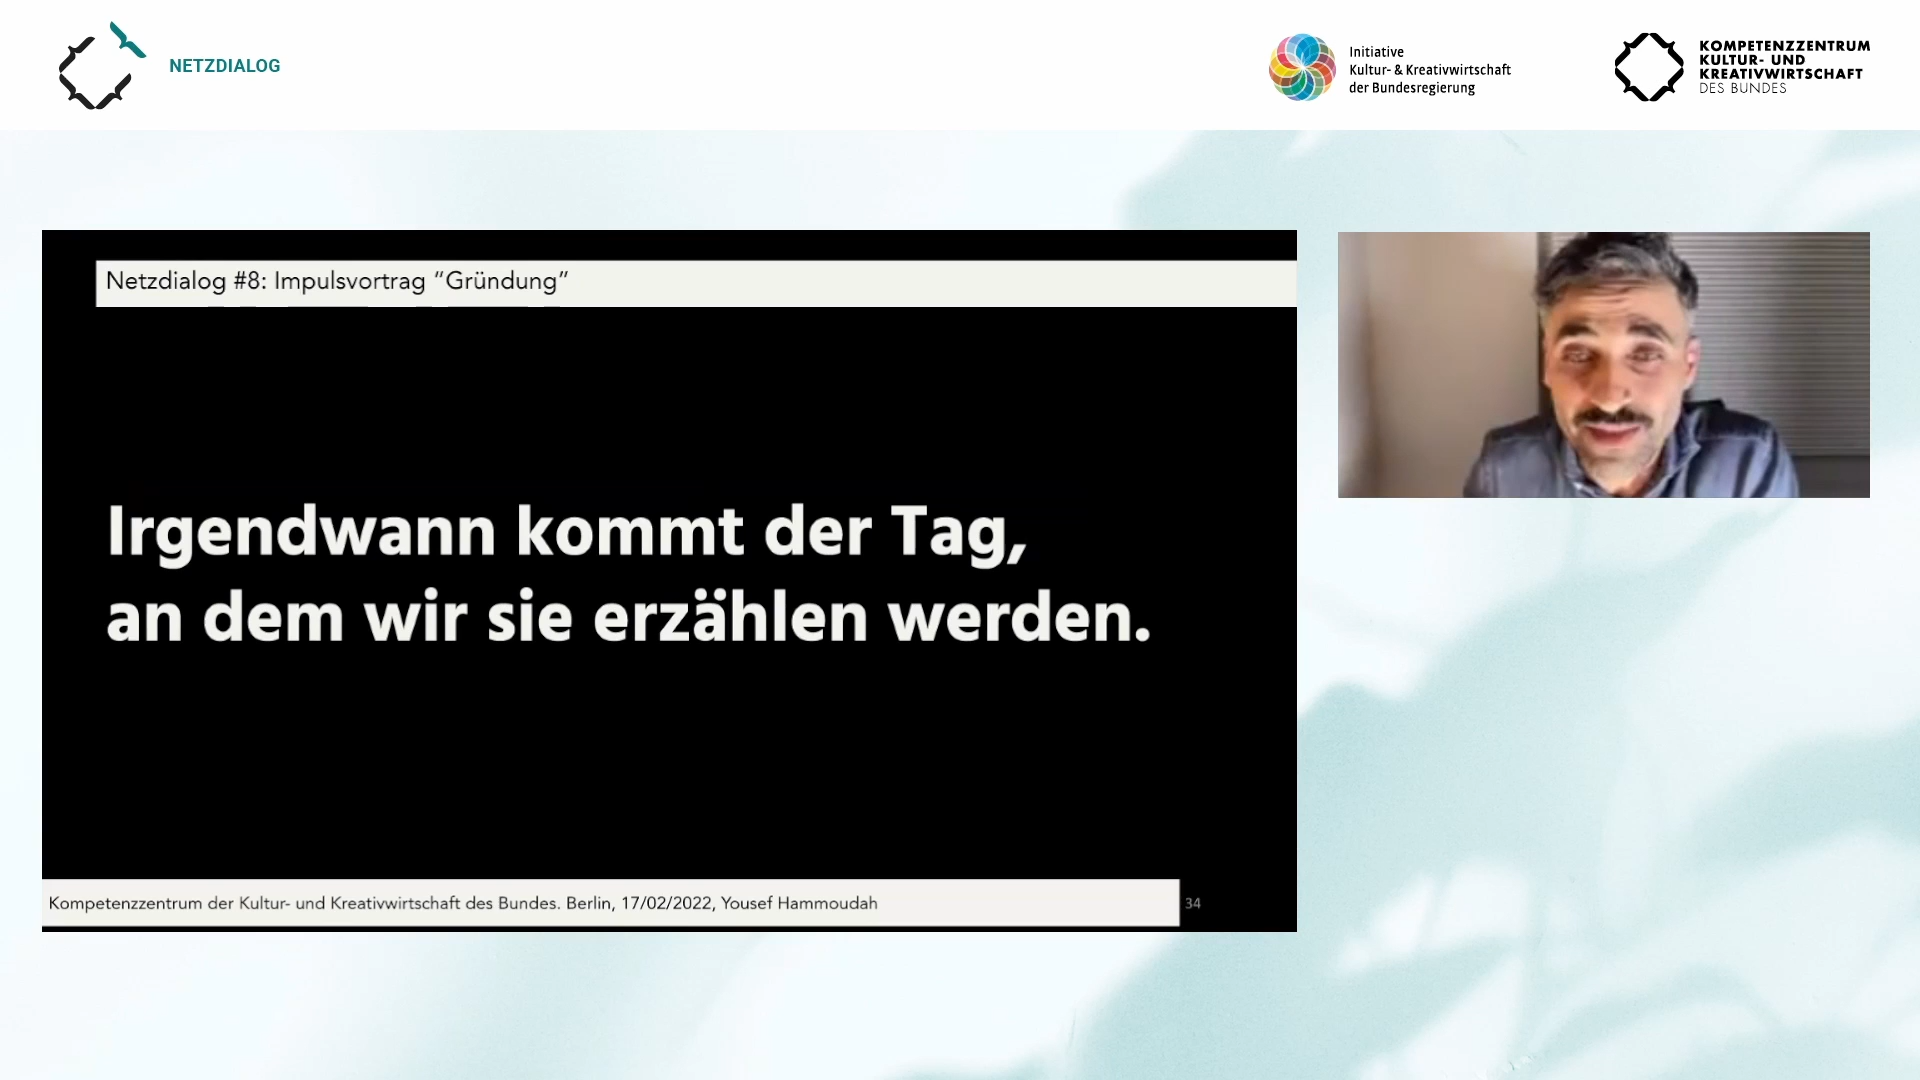 NETZDIALOG
Initiative
Kultur- & Kreativwirtschaft
der Bundesregierung
KOMPETENZZENTRUM
KULTUR- UND
KREATIVWIRTSCHAFT
DES BUNDES
Netzdialog #8: Impulsvortrag “Gründung”
Irgendwann kommt der Tag,
an dem wir sie erzählen werden.
Kompetenzzentrum der Kultur- und Kreativwirtschaft des Bundes. Berlin, 17/02/2022, Yousef Hammoudah
34